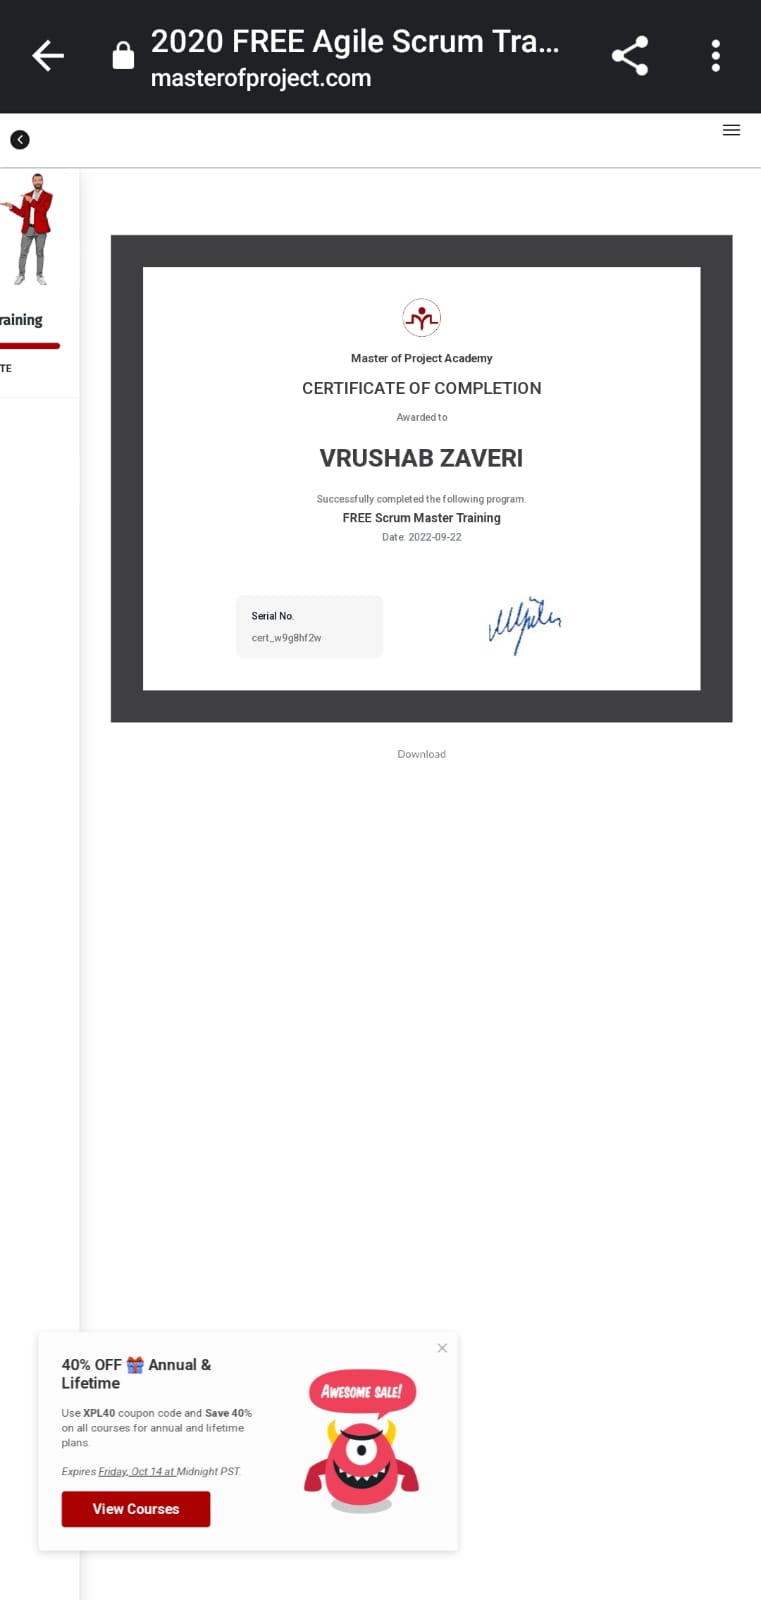 2020 FREE Agile Scrum Tra...
masterofproject.com
raining
TE
Master of Project Academy
CERTIFICATE OF COMPLETION
Awarded to
VRUSHAB ZAVERI
Successfully completed the following program.
FREE Scrum Master Training
Date: 2022-09-22
Serial No.
cert_w9g8hf2w
Download
40% OFF 🎁 Annual &
Lifetime
Use XPL40 coupon code and Save 40%
on all courses for annual and lifetime
plans.
Expires Friday, Oct 14 at Midnight PST.
View Courses
AWESOME SALE!